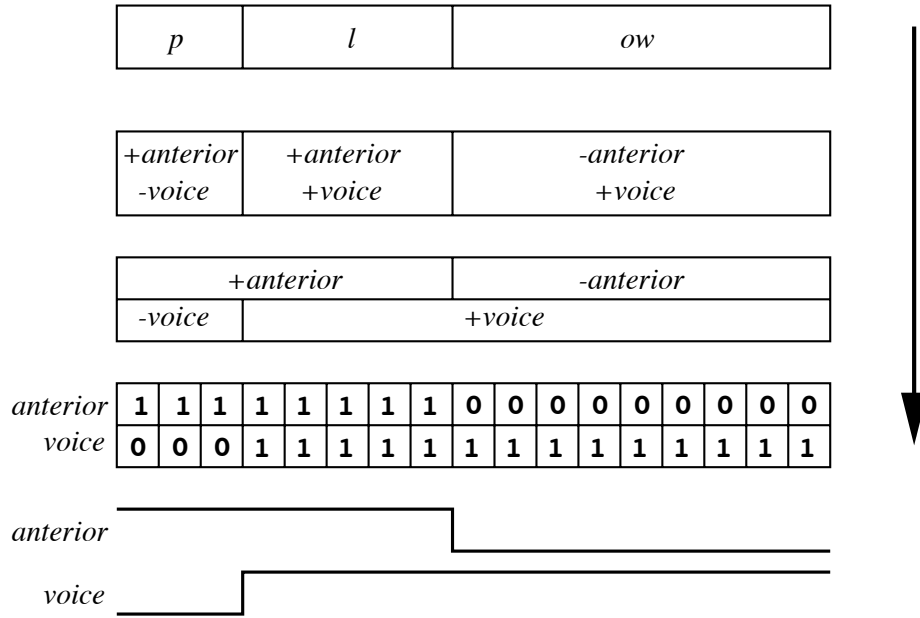 p l ow
+anterior +anterior -anterior
-voice +voice +voice
+anterior -anterior
-voice +voice
anterior 1 1 1 1 1 1 1 1 0 0 0 0 0 0 0 0 0
voice 0 0 0 1 1 1 1 1 1 1 1 1 1 1 1 1 1
anterior
voice